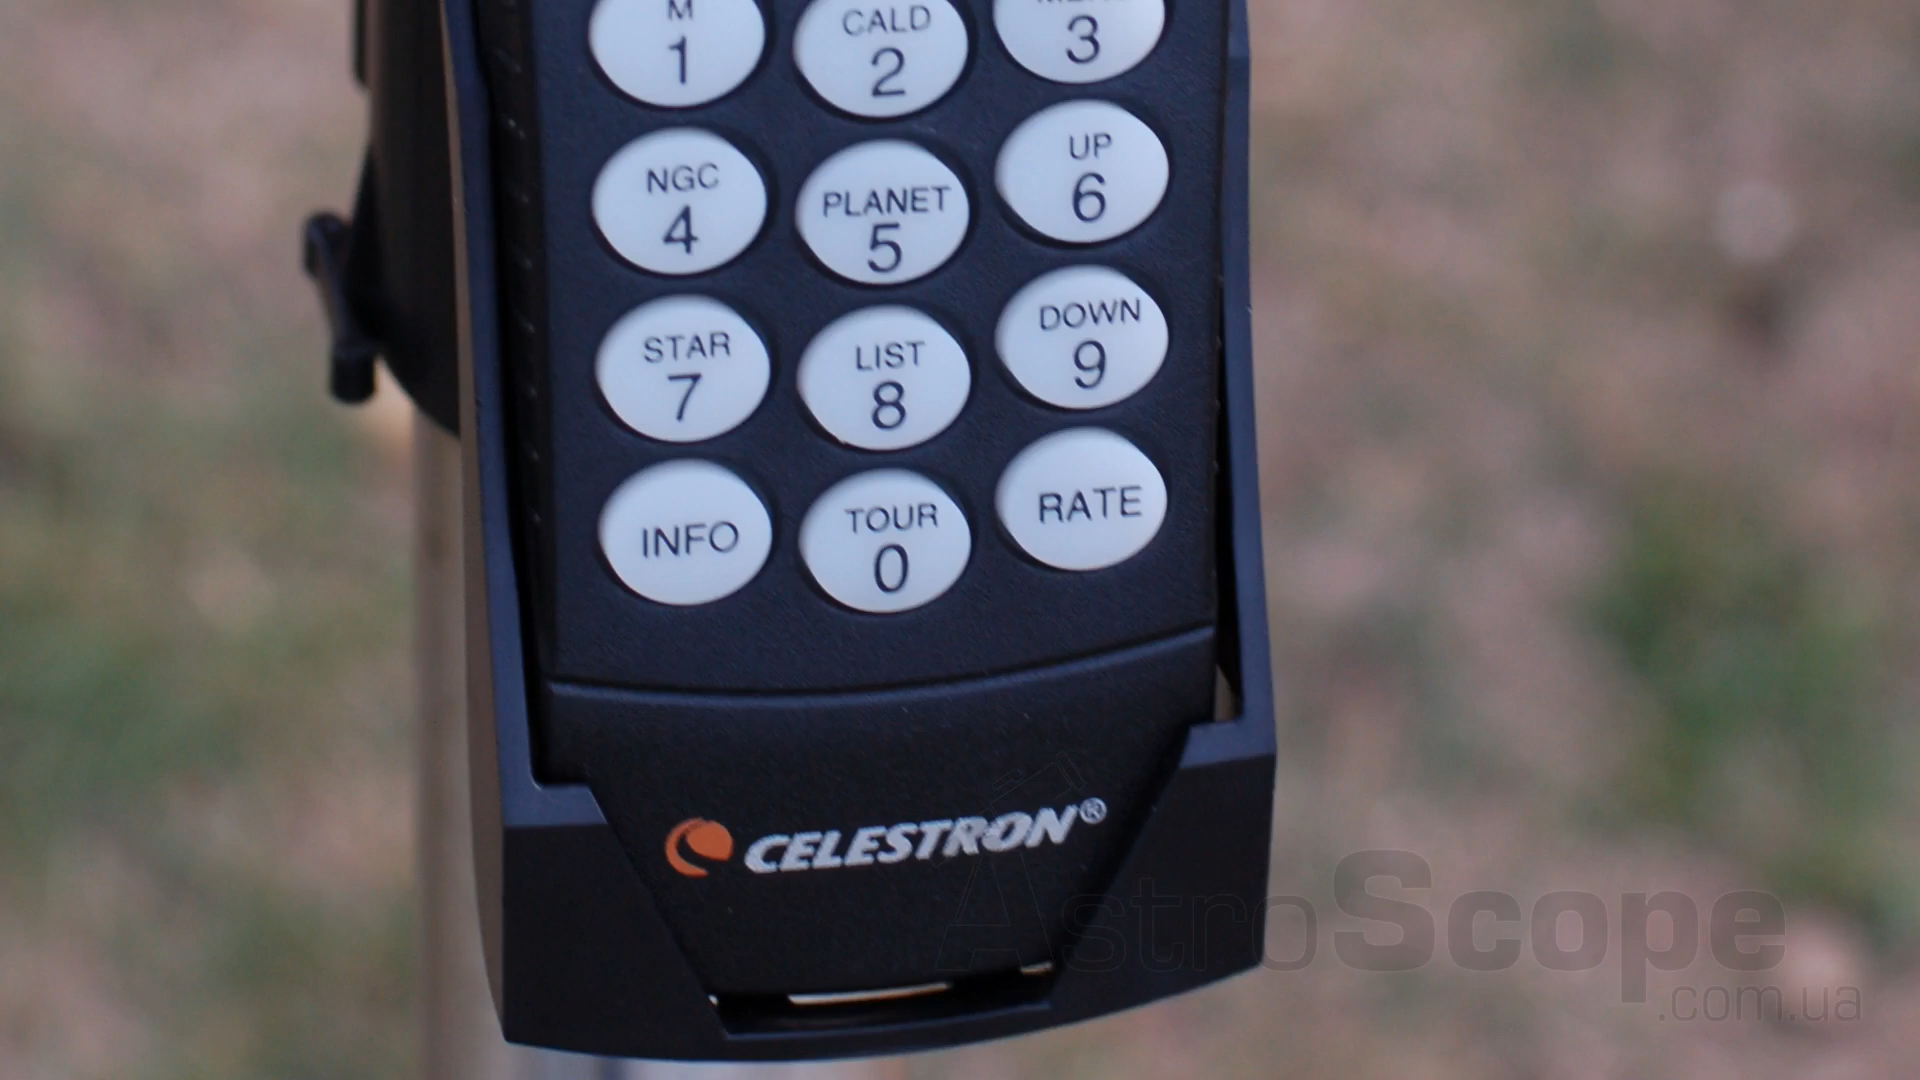 M
1
CALD
2
3
NGC
4
PLANET
5
UP
6
STAR
7
LIST
8
DOWN
9
INFO
TOUR
0
RATE
CELESTRON®
AstroScope
.com.ua